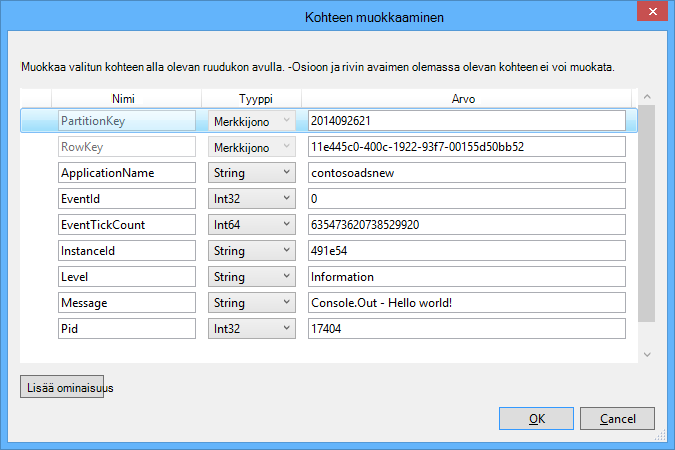 Kohteen muokkaaminen
Muokkaa valitun kohteen alla olevan ruudukon avulla. -Osioon ja rivin avaimen olemassa olevan kohteen ei voi muokata.
Nimi Tyyppi Arvo
PartitionKey Merkkijono 2014092621
RowKey Merkkijono 11e445c0-400c-1922-93f7-00155d50bb52
ApplicationName String contosoadsnew
EventId Int32 0
EventTickCount Int64 635473620738529920
InstanceId String 491e54
Level String Information
Message String Console.Out - Hello world!
Pid Int32 17404
Lisää ominaisuus
OK Cancel